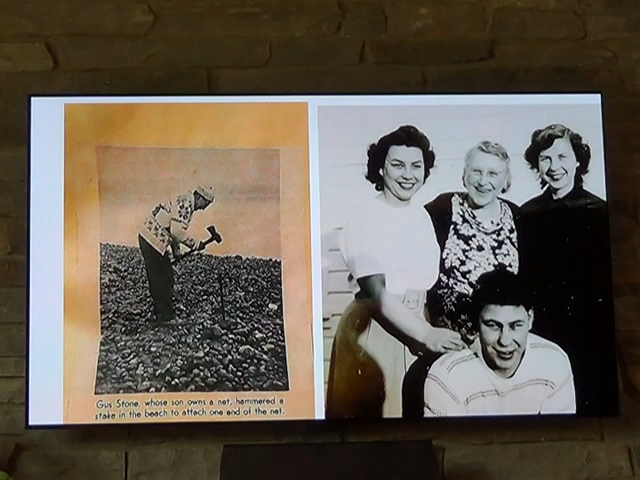 Gus Stone, whose son owns a net, hammered a
stake in the beach to attach one end of the net.